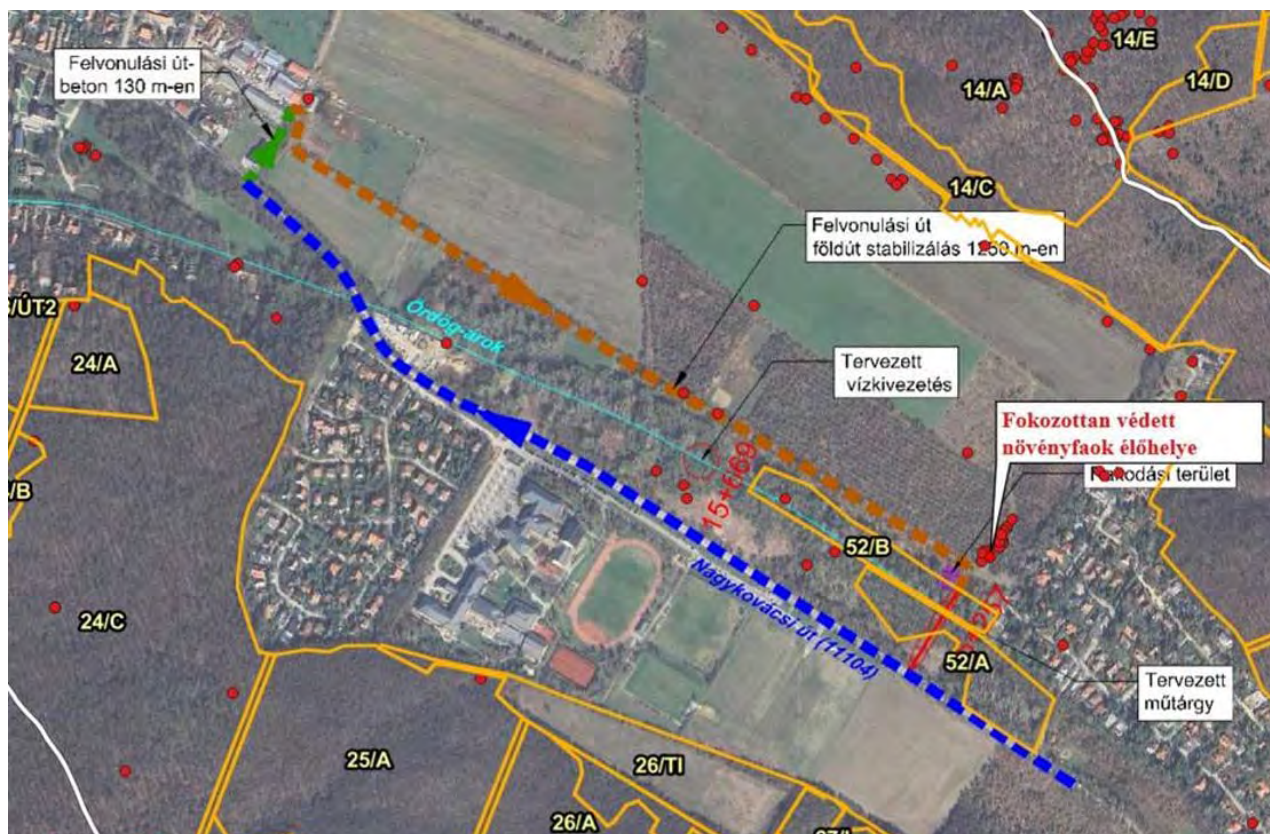 Felvonulási út-
beton 130 m-en
14/E
14/A
14/D
14/C
Felvonulási út
földút stabilizálás 1250 m-en
24/A
Ördög-árok
Tervezett
vízkivezetés
Fokozottan védett
növényfaok élőhelye
terület
15+669
52/B
24/C
Nagykovácsi út (11104)
52/A
Tervezett
műtárgy
25/A
26/TI
26/A